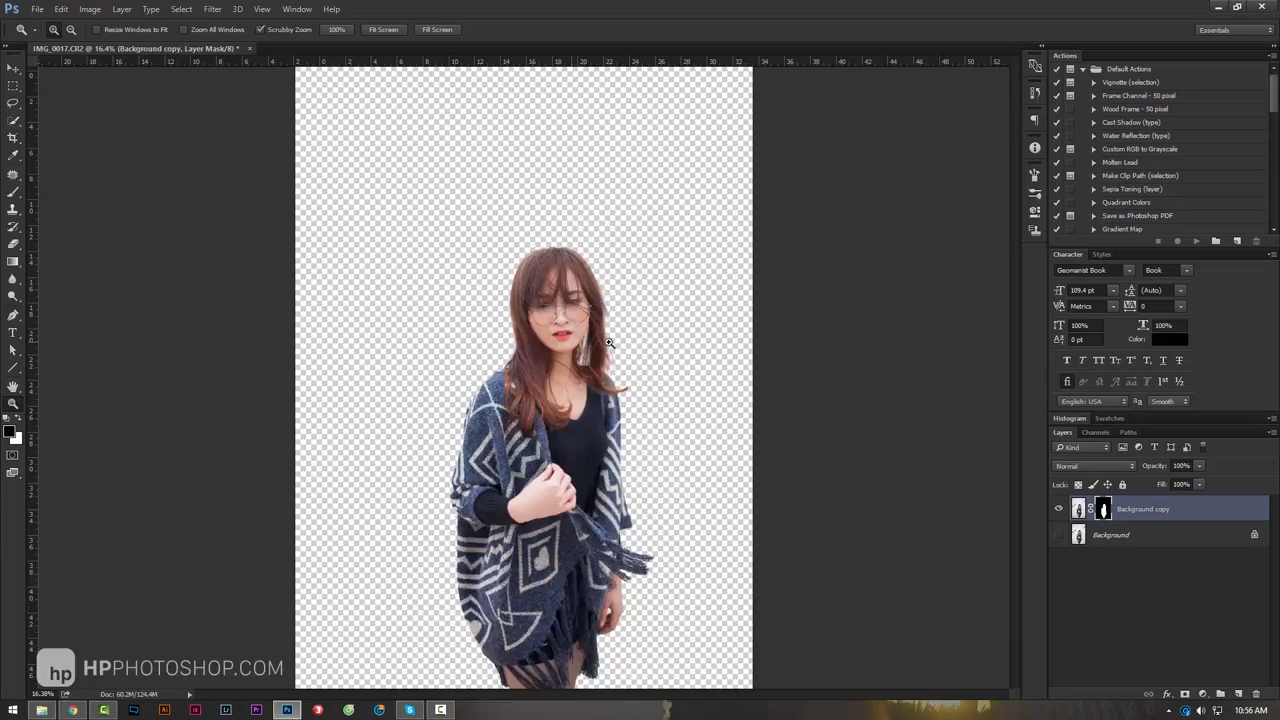 Ps File Edit Image Layer Type Select Filter 3D View Window Help
Resize Windows to Fit Zoom All Windows Scrubby Zoom 100% Fit Screen Fill Screen Essentials
IMG_0017.CR2 @ 16.4% (Background copy, Layer Mask/8) *
Actions
Default Actions
Vignette (selection)
Frame Channel - 50 pixel
Wood Frame - 50 pixel
Cast Shadow (type)
Water Reflection (type)
Custom RGB to Grayscale
Molten Lead
Make Clip Path (selection)
Sepia Toning (layer)
Quadrant Colors
Save as Photoshop PDF
Gradient Map
Character Styles
Geomanist Book Book
109.4 pt (Auto)
Metrics 0
100% 100%
0 pt Color:
English: USA Smooth
Histogram Swatches
Layers Channels Paths
Kind
Normal Opacity: 100%
Lock: Fill: 100%
Background copy
Background
hp HPPHOTOSHOP.COM
16.38% Doc: 60.2M/124.4M
10:56 AM